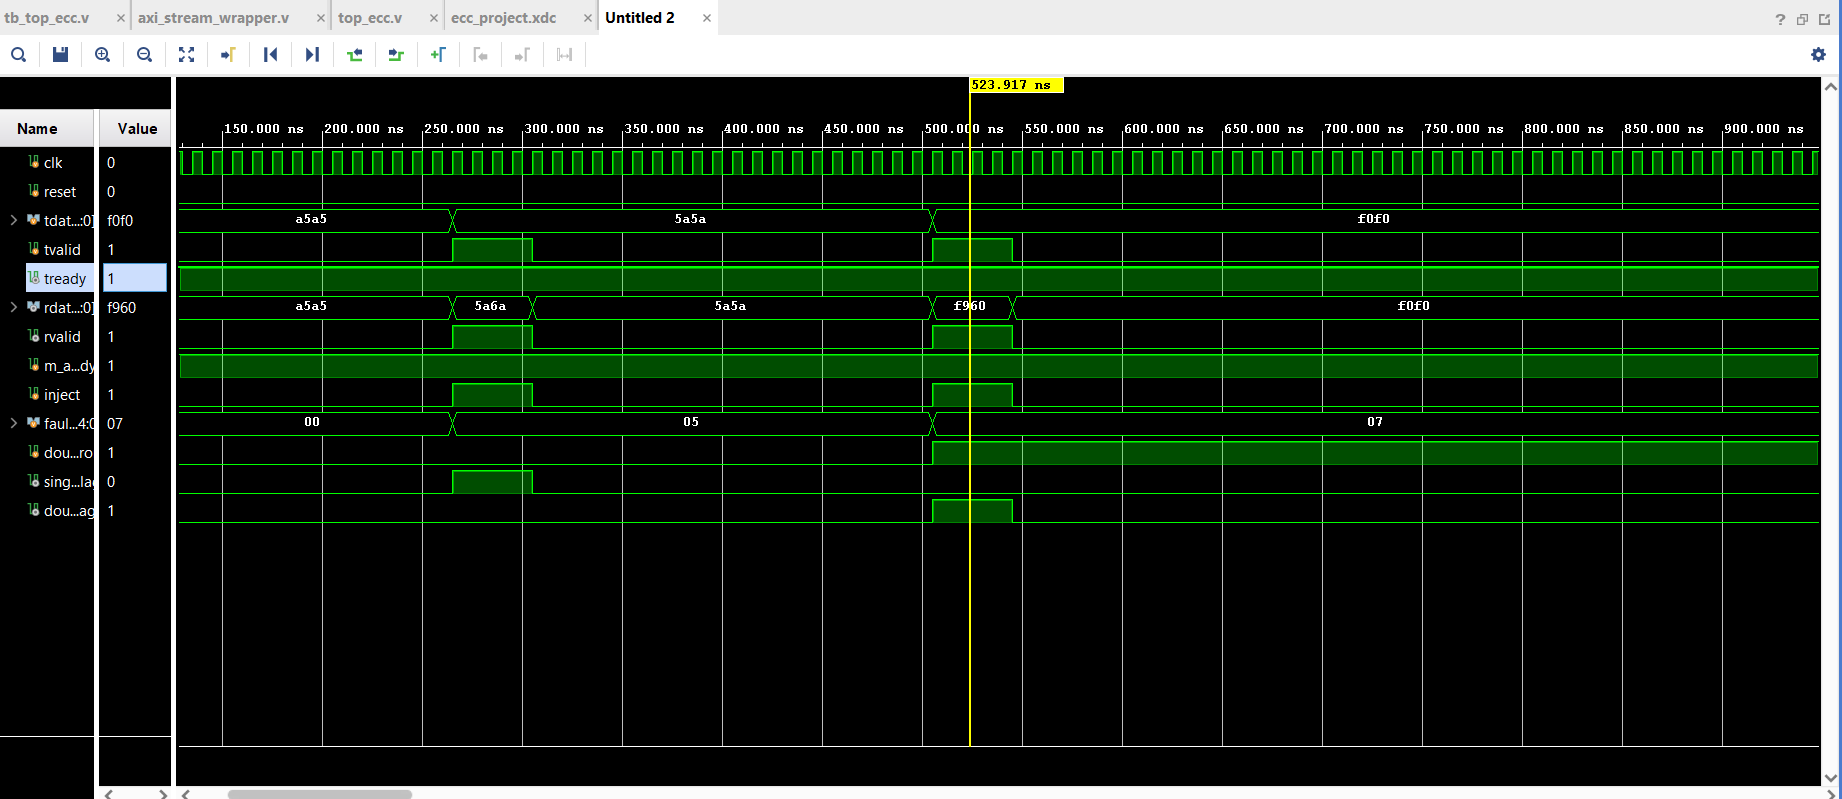 tb_top_ecc.v × axi_stream_wrapper.v × top_ecc.v × ecc_project.xdc × Untitled 2 ×
?
523.917 ns
Name Value
150.000 ns 200.000 ns 250.000 ns 300.000 ns 350.000 ns 400.000 ns 450.000 ns 500.000 ns 550.000 ns 600.000 ns 650.000 ns 700.000 ns 750.000 ns 800.000 ns 850.000 ns 900.000 ns
clk 0
reset 0
tdat...:0] f0f0 a5a5 5a5a f0f0
tvalid 1
tready 1
rdat...:0] f960 a5a5 5a6a 5a5a f960 f0f0
rvalid 1
m_a...dy 1
inject 1
faul...4:0 07 00 05 07
dou...ro 1
sing...lag 0
dou...ag 1